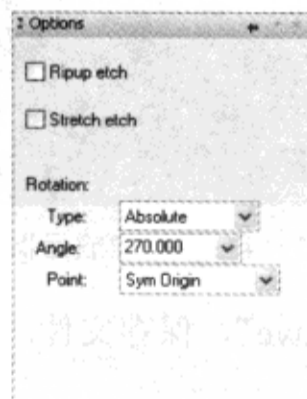 Options
Ripup etch
Stretch etch
Rotation:
Type: Absolute
Angle: 270.000
Point: Sym Origin